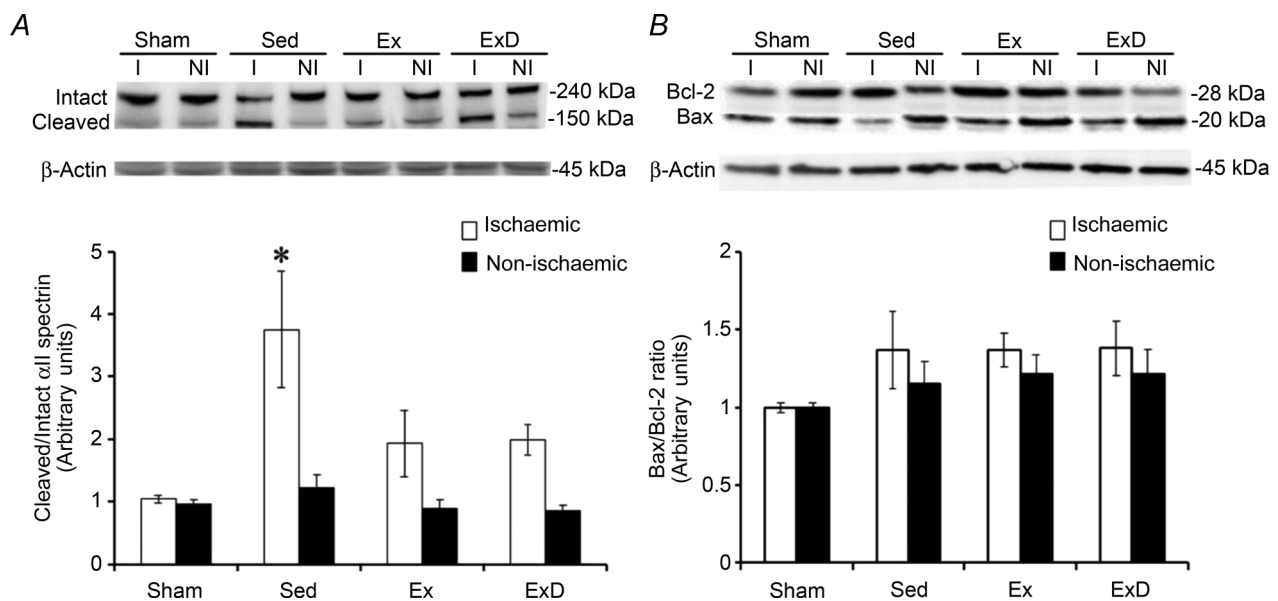 A
Sham Sed Ex ExD
I NI I NI I NI I NI
Intact -240 kDa
Cleaved -150 kDa
β-Actin -45 kDa
Ischaemic
Non-ischaemic
Cleaved/Intact αII spectrin
(Arbitrary units)
5
*
4
3
2
1
0
Sham Sed Ex ExD
B
Sham Sed Ex ExD
I NI I NI I NI I NI
Bcl-2 -28 kDa
Bax -20 kDa
β-Actin -45 kDa
Ischaemic
Non-ischaemic
Bax/Bcl-2 ratio
(Arbitrary units)
2
1.5
1
0.5
0
Sham Sed Ex ExD